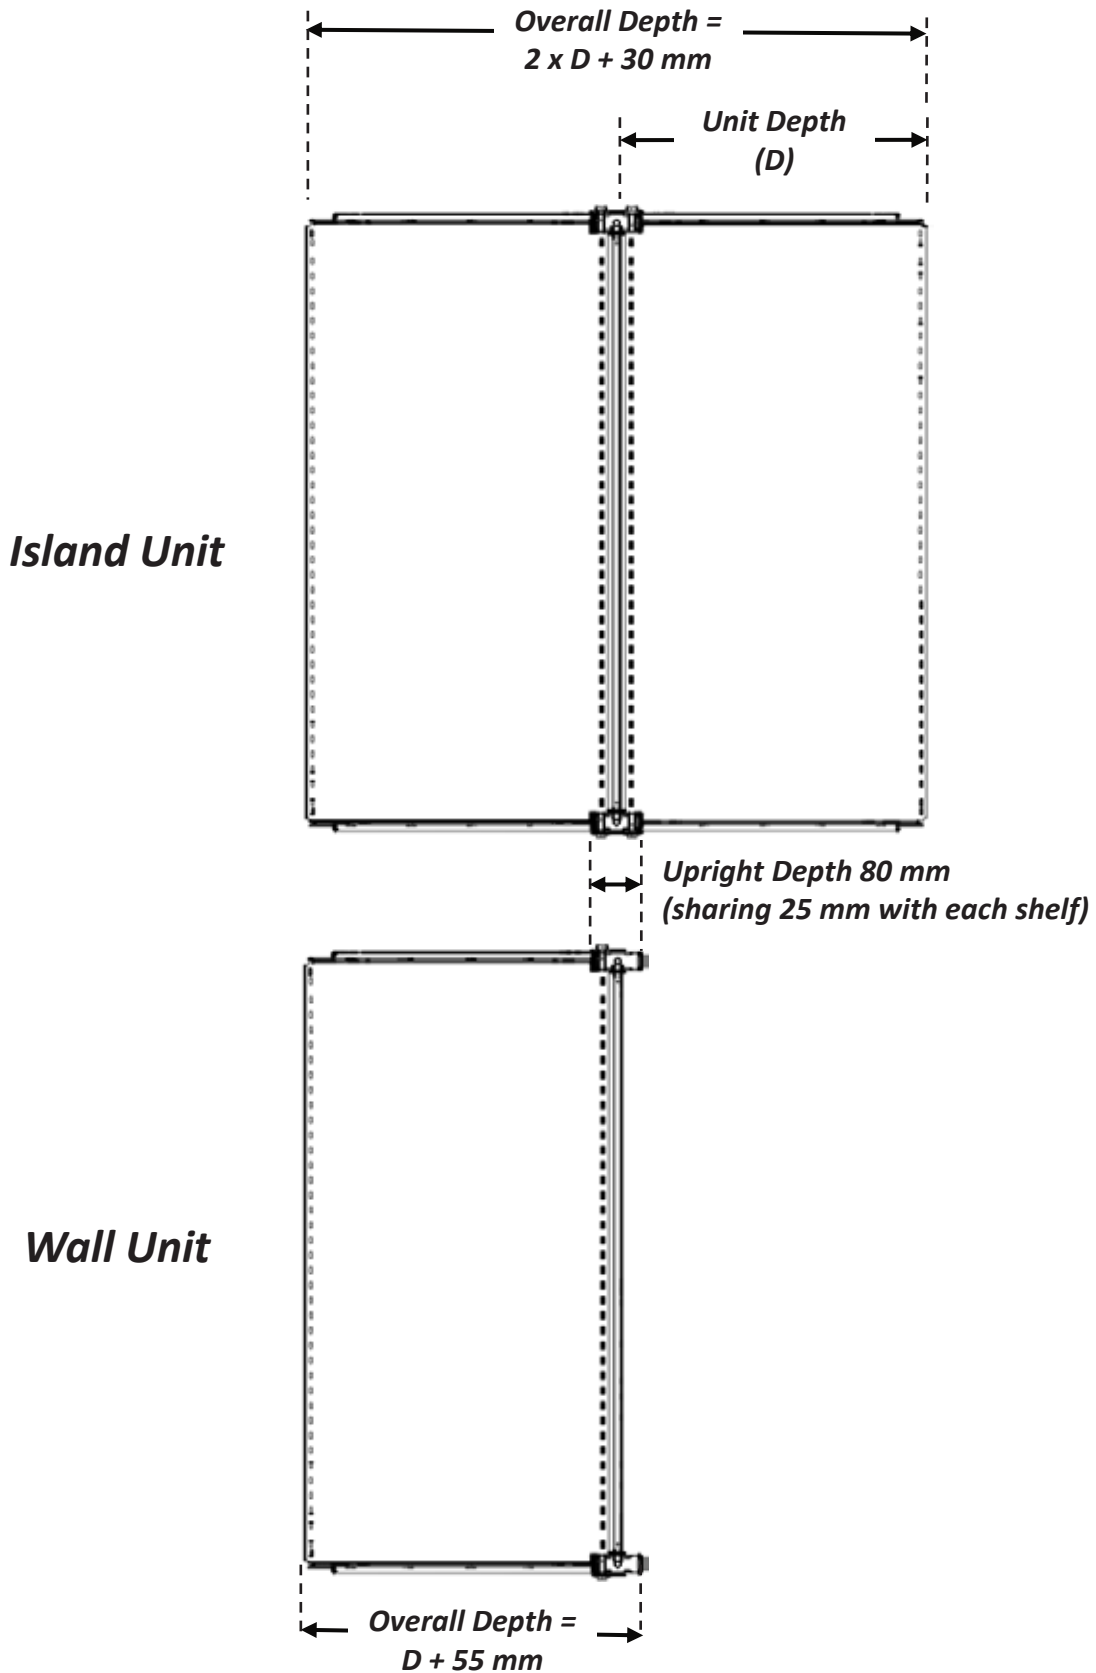 Overall Depth =
2 x D + 30 mm
Unit Depth
(D)
Island Unit
Upright Depth 80 mm
(sharing 25 mm with each shelf)
Wall Unit
Overall Depth =
D + 55 mm